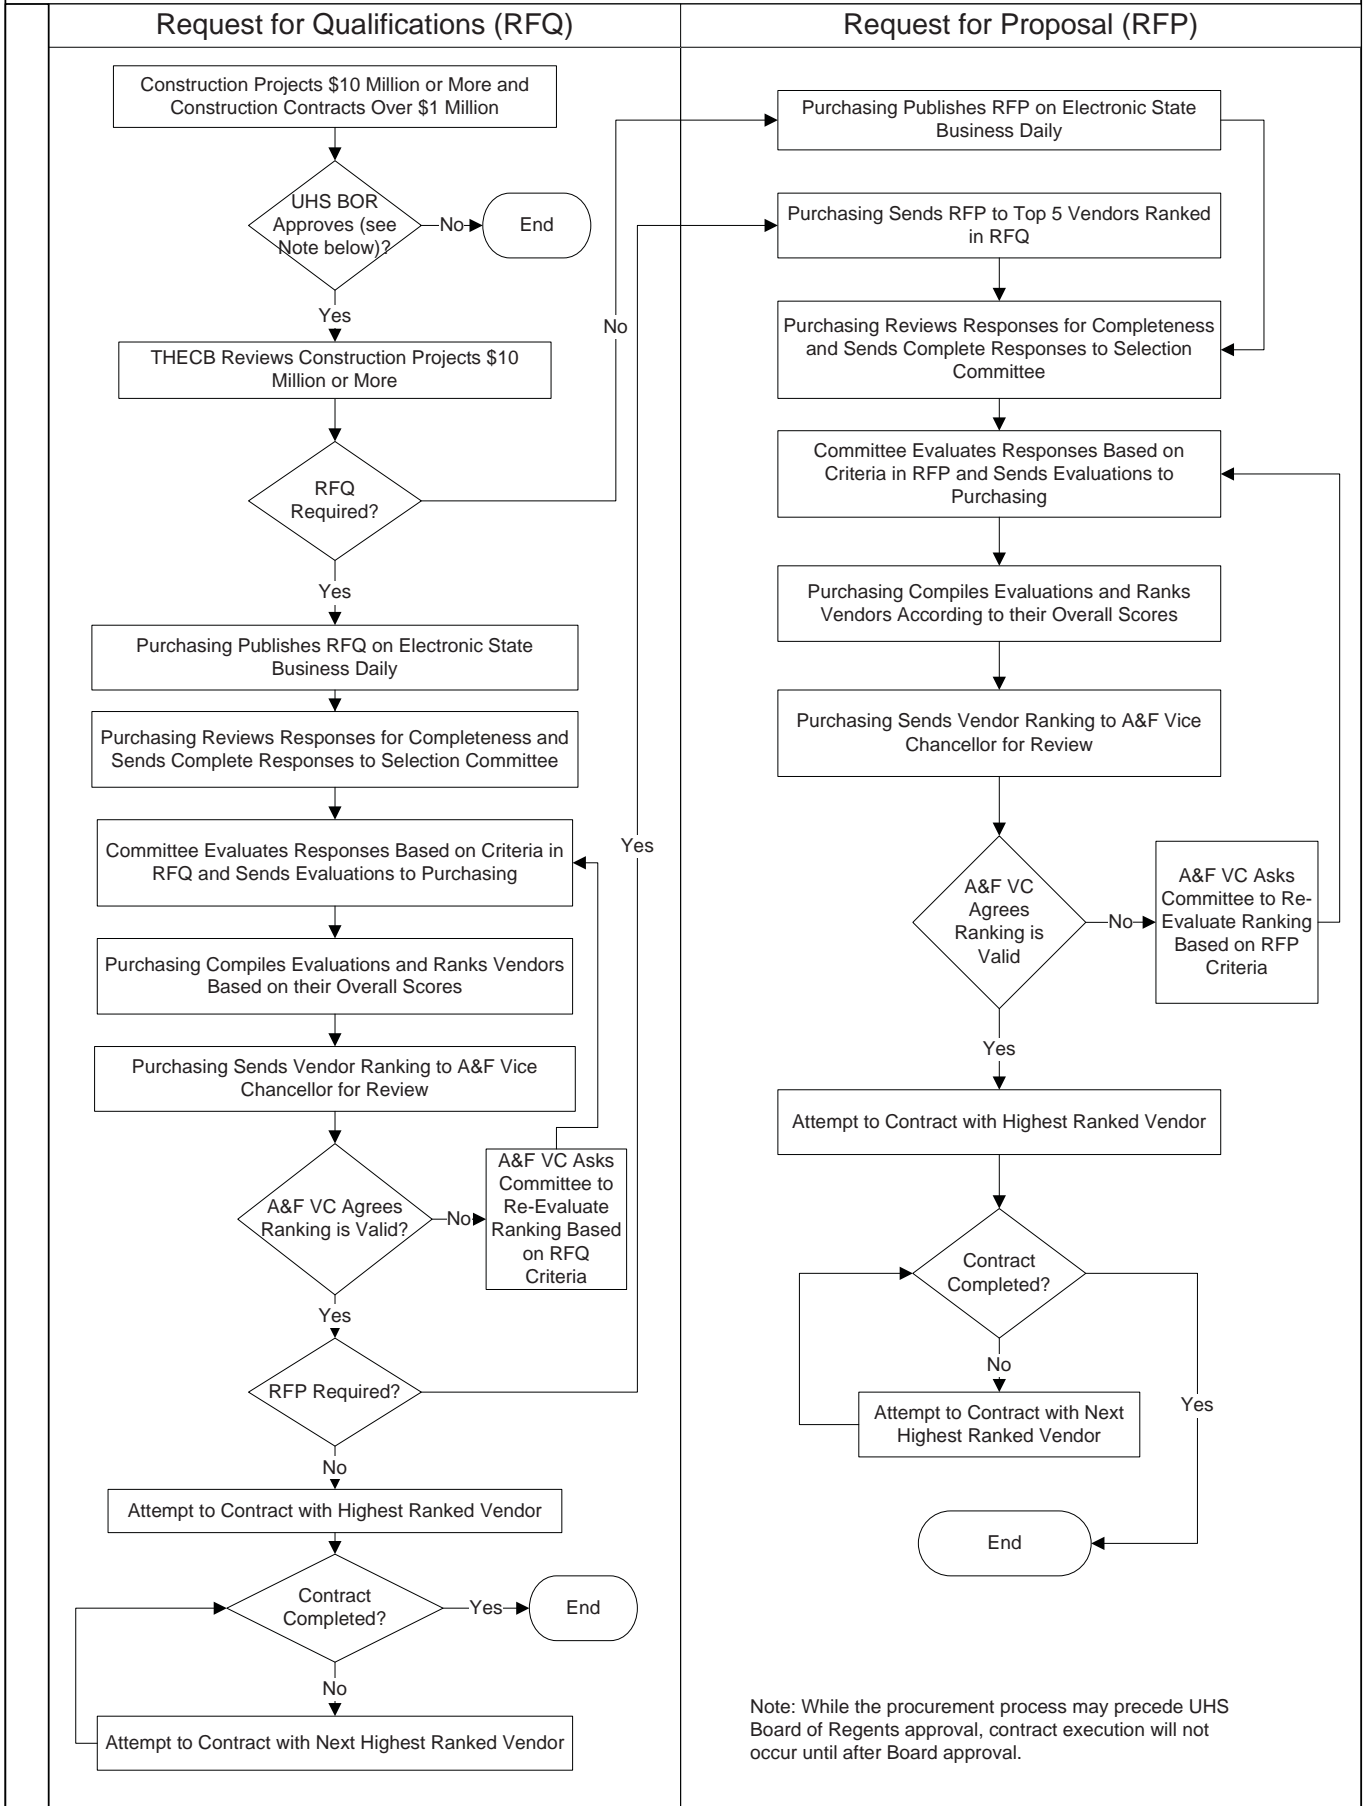 Request for Qualifications (RFQ)
Construction Projects $10 Million or More and
Construction Contracts Over $1 Million
UHS BOR
Approves (see
Note below)?
No
End
Yes
THECB Reviews Construction Projects $10
Million or More
RFQ
Required?
No
Yes
Purchasing Publishes RFQ on Electronic State
Business Daily
Purchasing Reviews Responses for Completeness and
Sends Complete Responses to Selection Committee
Committee Evaluates Responses Based on Criteria in
RFQ and Sends Evaluations to Purchasing
Yes
Purchasing Compiles Evaluations and Ranks Vendors
Based on their Overall Scores
Purchasing Sends Vendor Ranking to A&F Vice
Chancellor for Review
A&F VC Agrees
Ranking is Valid?
No
A&F VC Asks
Committee to
Re-Evaluate
Ranking Based
on RFQ
Criteria
Yes
RFP Required?
No
Attempt to Contract with Highest Ranked Vendor
Contract
Completed?
Yes
End
No
Attempt to Contract with Next Highest Ranked Vendor
Request for Proposal (RFP)
Purchasing Publishes RFP on Electronic State
Business Daily
Purchasing Sends RFP to Top 5 Vendors Ranked
in RFQ
Purchasing Reviews Responses for Completeness
and Sends Complete Responses to Selection
Committee
Committee Evaluates Responses Based on
Criteria in RFP and Sends Evaluations to
Purchasing
Purchasing Compiles Evaluations and Ranks
Vendors According to their Overall Scores
Purchasing Sends Vendor Ranking to A&F Vice
Chancellor for Review
A&F VC
Agrees
Ranking is
Valid
No
A&F VC Asks
Committee to Re-
Evaluate Ranking
Based on RFP
Criteria
Yes
Attempt to Contract with Highest Ranked Vendor
Contract
Completed?
No
Attempt to Contract with Next
Highest Ranked Vendor
Yes
End
Note: While the procurement process may precede UHS
Board of Regents approval, contract execution will not
occur until after Board approval.